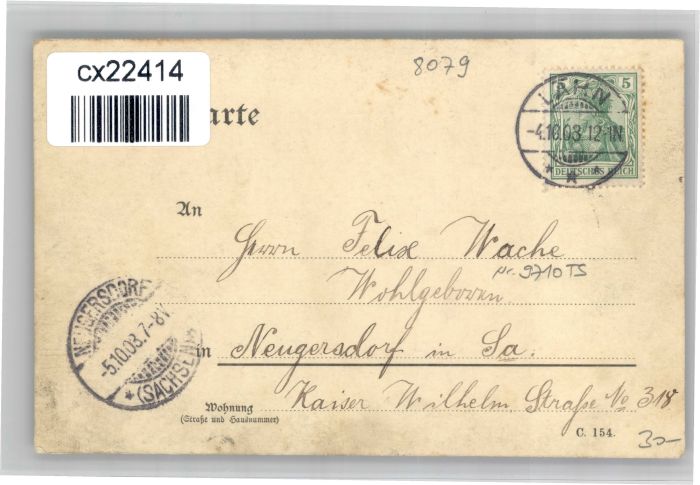 cx22414
8079
5
LÄHN
-4.10.03.12-1N
* * *
DEUTSCHES REICH
arte
An
Herrn Felix Wache
Nr. 9710 TS
Wohlgeboren
NEUGERSDORF
-5.10.03.7-8V.
* (SACHSEN)
in Neugersdorf in Sa.
Kaiser Wilhelm Straße No 318
Wohnung
(Straße und Hausnummer)
C. 154.
30-